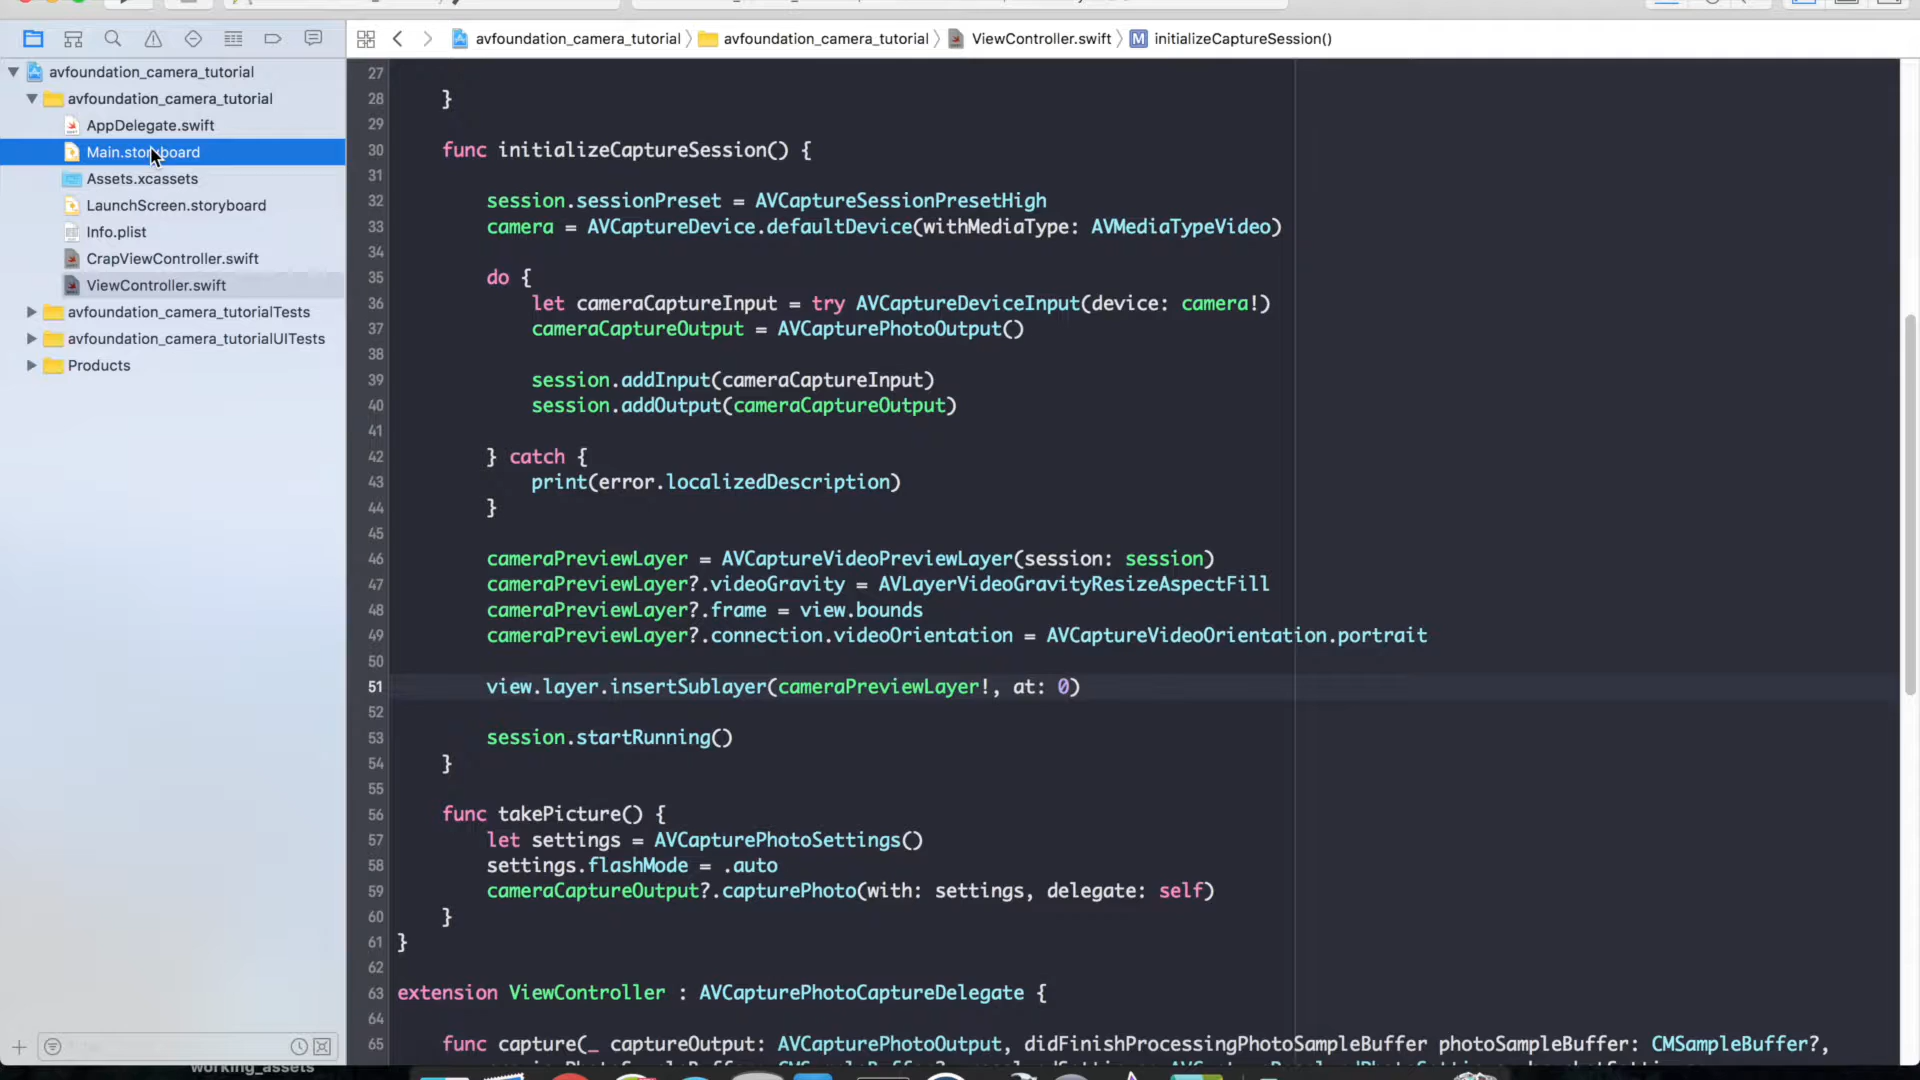 avfoundation_camera_tutorial
avfoundation_camera_tutorial
ViewController.swift
M
initializeCaptureSession()
avfoundation_camera_tutorial
avfoundation_camera_tutorial
AppDelegate.swift
Main.storyboard
Assets.xcassets
LaunchScreen.storyboard
Info.plist
CrapViewController.swift
ViewController.swift
avfoundation_camera_tutorialTests
avfoundation_camera_tutorialUITests
Products
27
28 }
29
30 func initializeCaptureSession() {
31
32 session.sessionPreset = AVCaptureSessionPresetHigh
33 camera = AVCaptureDevice.defaultDevice(withMediaType: AVMediaTypeVideo)
34
35 do {
36 let cameraCaptureInput = try AVCaptureDeviceInput(device: camera!)
37 cameraCaptureOutput = AVCapturePhotoOutput()
38
39 session.addInput(cameraCaptureInput)
40 session.addOutput(cameraCaptureOutput)
41
42 } catch {
43 print(error.localizedDescription)
44 }
45
46 cameraPreviewLayer = AVCaptureVideoPreviewLayer(session: session)
47 cameraPreviewLayer?.videoGravity = AVLayerVideoGravityResizeAspectFill
48 cameraPreviewLayer?.frame = view.bounds
49 cameraPreviewLayer?.connection.videoOrientation = AVCaptureVideoOrientation.portrait
50
51 view.layer.insertSublayer(cameraPreviewLayer!, at: 0)
52
53 session.startRunning()
54 }
55
56 func takePicture() {
57 let settings = AVCapturePhotoSettings()
58 settings.flashMode = .auto
59 cameraCaptureOutput?.capturePhoto(with: settings, delegate: self)
60 }
61 }
62
63 extension ViewController : AVCapturePhotoCaptureDelegate {
64
65 func capture(_ captureOutput: AVCapturePhotoOutput, didFinishProcessingPhotoSampleBuffer photoSampleBuffer: CMSampleBuffer?,
working_assets